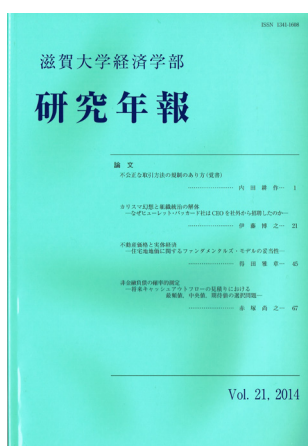 ISSN 1341-1608
滋賀大学経済学部
研究年報
論文
不公正な取引方法の規制のあり方(覚書)
……………… 内田耕作… 1
カリスマ幻想と組織統治の解体
―なぜヒューレット・パッカード社はCEOを社外から招聘したのか―
……………… 伊藤博之… 21
不動産価格と実体経済
―住宅地地価に関するファンダメンタルズ・モデルの正当性―
……………… 得田雅章… 45
非金融負債の確率的測定
―将来キャッシュアウトフローの見積りにおける
最頻値,中央値,期待値の選択問題―
……………… 赤塚尚之… 67
Vol. 21, 2014